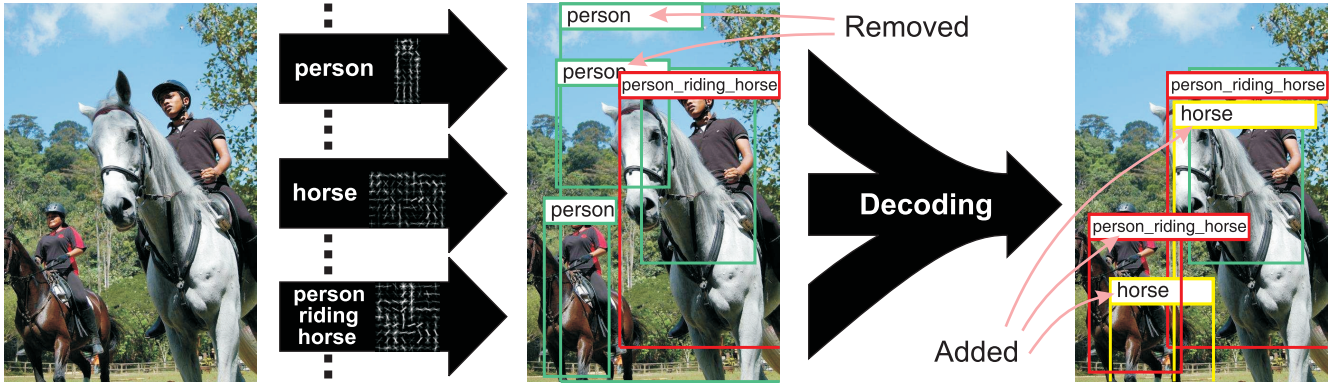 person
horse
person
riding
horse
person
person
person_riding_horse
person
Removed
Decoding
person_riding_horse
horse
person_riding_horse
horse
Added